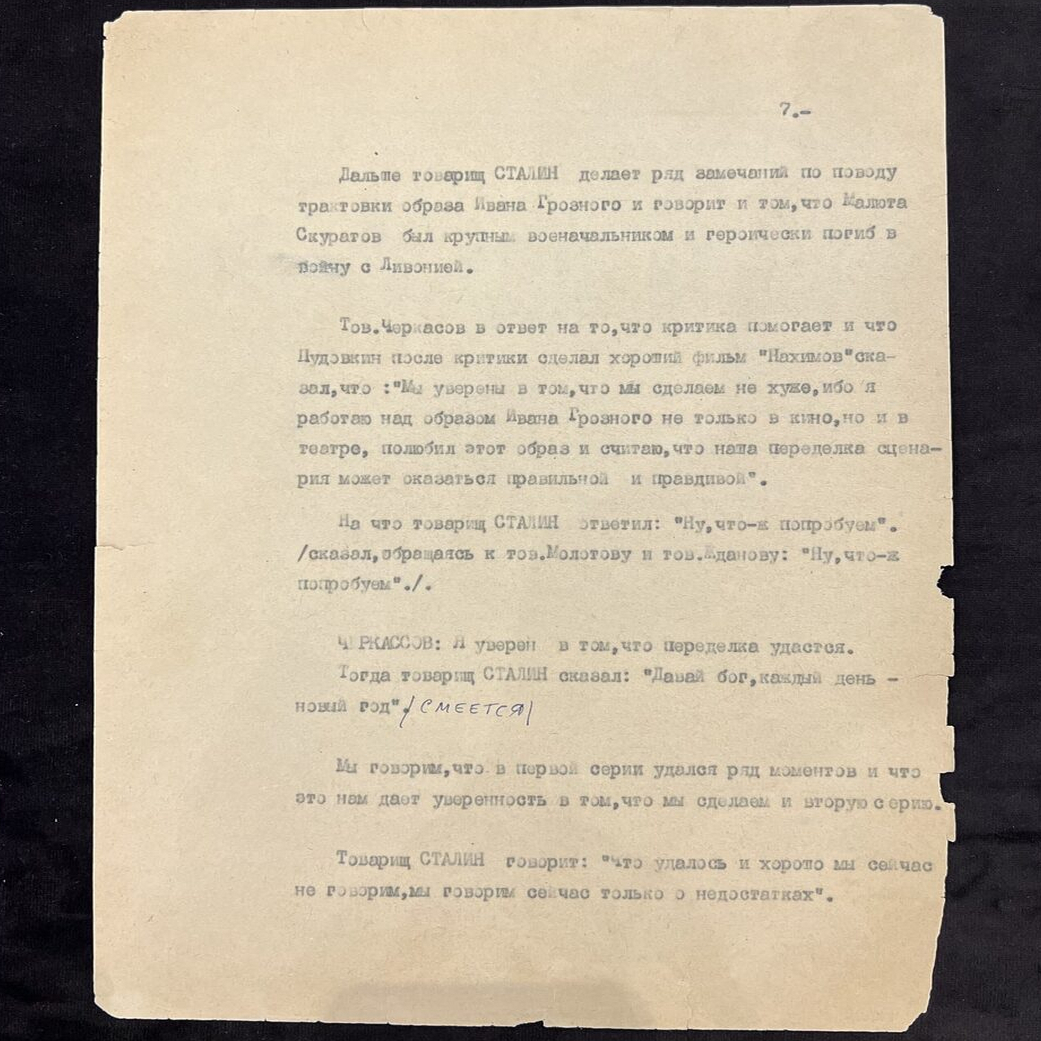 7.-
Дальше товарищ СТАЛИН делает ряд замечаний по поводу
трактовки образа Ивана Грозного и говорит и том,что Малюта
Скуратов был крупным военачальником и героически погиб в
войну с Ливонией.
Тов.Черкасов в ответ на то,что критика помогает и что
Пудовкин после критики сделал хороший фильм "Нахимов"ска-
зал,что :"Мы уверены в том,что мы сделаем не хуже,ибо я
работаю над образом Ивана Грозного не только в кино,но и в
театре, полюбил этот образ и считаю,что наша переделка сцена-
рия может оказаться правильной и правдивой".
На что товарищ СТАЛИН ответил: "Ну,что-ж попробуем".
/сказал,обращаясь к тов.Молотову и тов.Жданову: "Ну,что-ж
попробуем"./.
ЧЕРКАССОВ: Я уверен в том,что переделка удастся.
Тогда товарищ СТАЛИН сказал: "Давай бог,каждый день -
новый год"./СМЕЕТСЯ/
Мы говорим,что в первой серии удался ряд моментов и что
это нам дает уверенность в том,что мы сделаем и вторую серию.
Товарищ СТАЛИН говорит: "Что удалось и хорошо мы сейчас
не говорим,мы говорим сейчас только о недостатках".